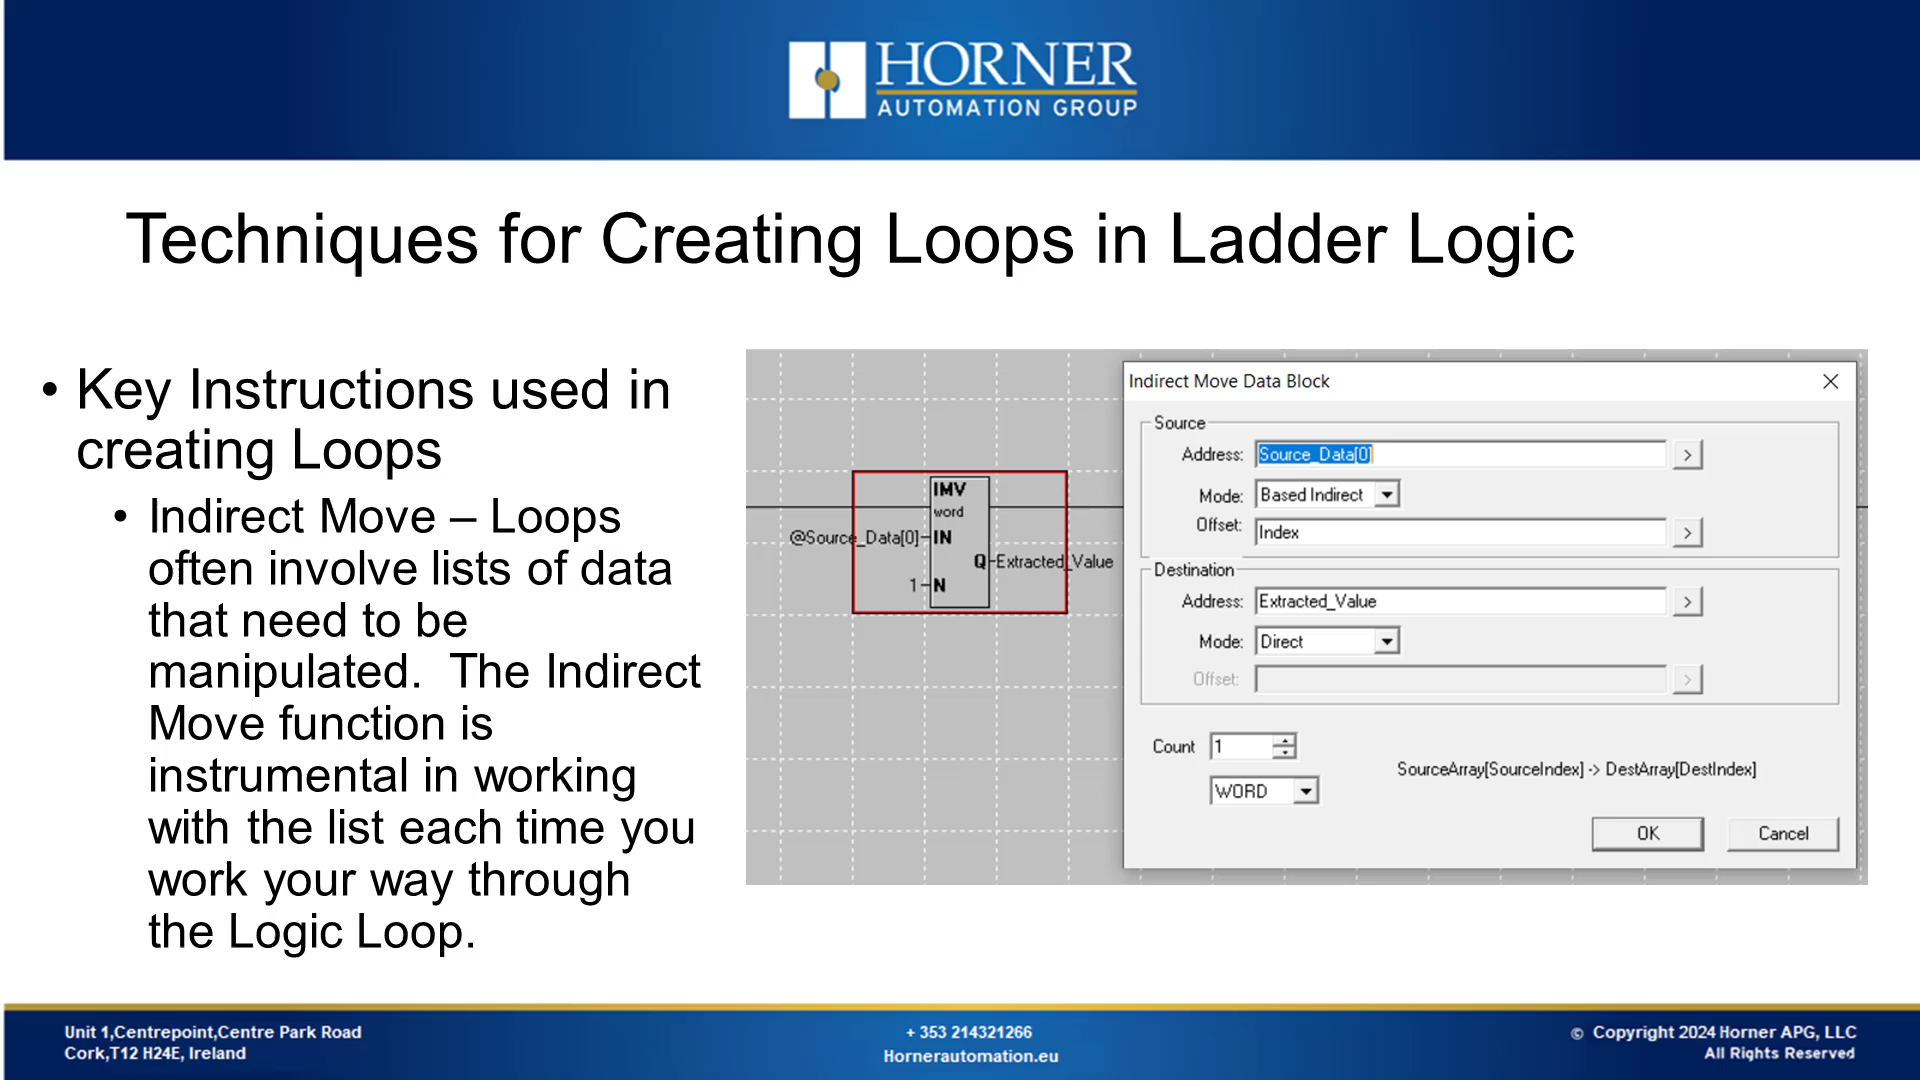 HORNER
AUTOMATION GROUP
Techniques for Creating Loops in Ladder Logic
• Key Instructions used in
creating Loops
• Indirect Move – Loops
often involve lists of data
that need to be
manipulated.  The Indirect
Move function is
instrumental in working
with the list each time you
work your way through
the Logic Loop.
IMV
word
@Source_Data[0] IN
Q Extracted_Value
1 N
Indirect Move Data Block
Source
Address: Source_Data[0] >
Mode: Based Indirect
Offset: Index >
Destination
Address: Extracted_Value >
Mode: Direct
Offset: >
Count 1
WORD
SourceArray[SourceIndex] -> DestArray[DestIndex]
OK Cancel
Unit 1,Centrepoint,Centre Park Road
Cork,T12 H24E, Ireland
+ 353 214321266
Hornerautomation.eu
© Copyright 2024 Horner APG, LLC
All Rights Reserved